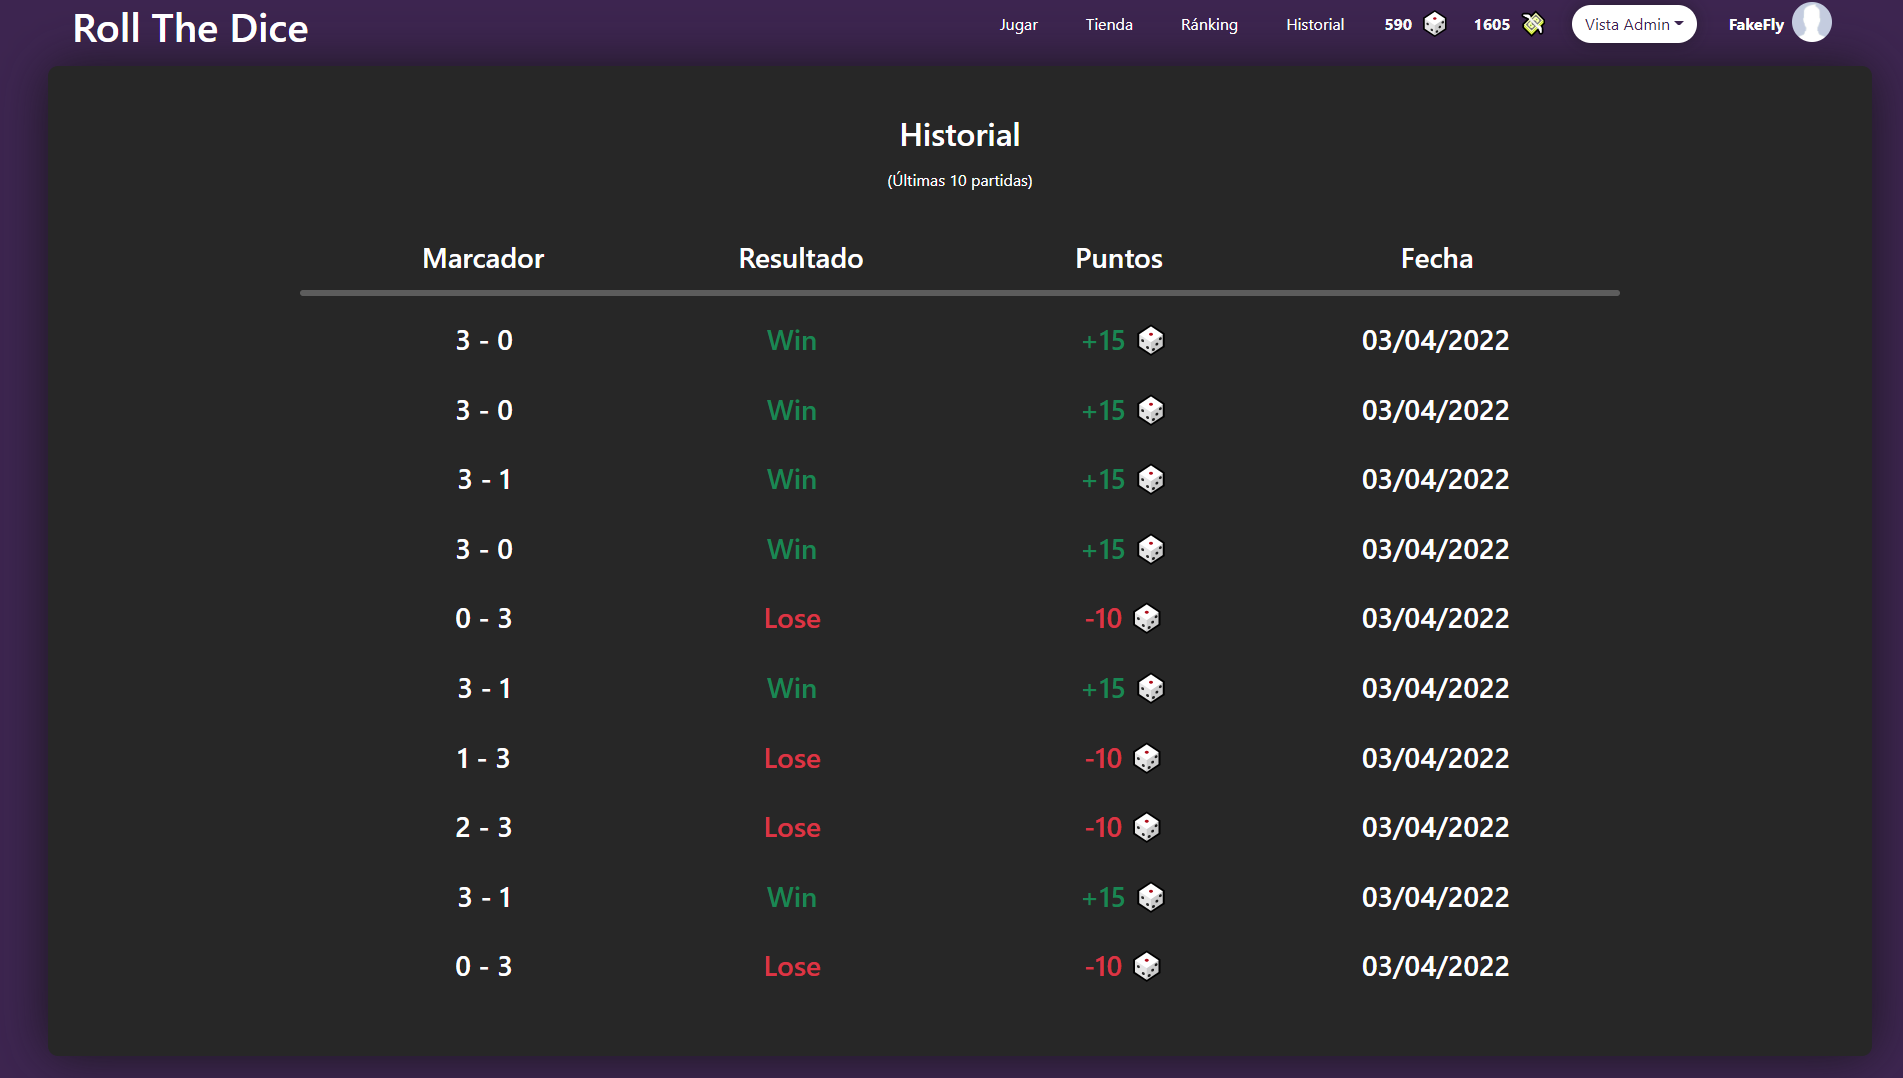 Roll The Dice
Jugar Tienda Ránking Historial 590 1605 Vista Admin FakeFly
Historial
(Últimas 10 partidas)
Marcador Resultado Puntos Fecha
3 - 0 Win +15 03/04/2022
3 - 0 Win +15 03/04/2022
3 - 1 Win +15 03/04/2022
3 - 0 Win +15 03/04/2022
0 - 3 Lose -10 03/04/2022
3 - 1 Win +15 03/04/2022
1 - 3 Lose -10 03/04/2022
2 - 3 Lose -10 03/04/2022
3 - 1 Win +15 03/04/2022
0 - 3 Lose -10 03/04/2022